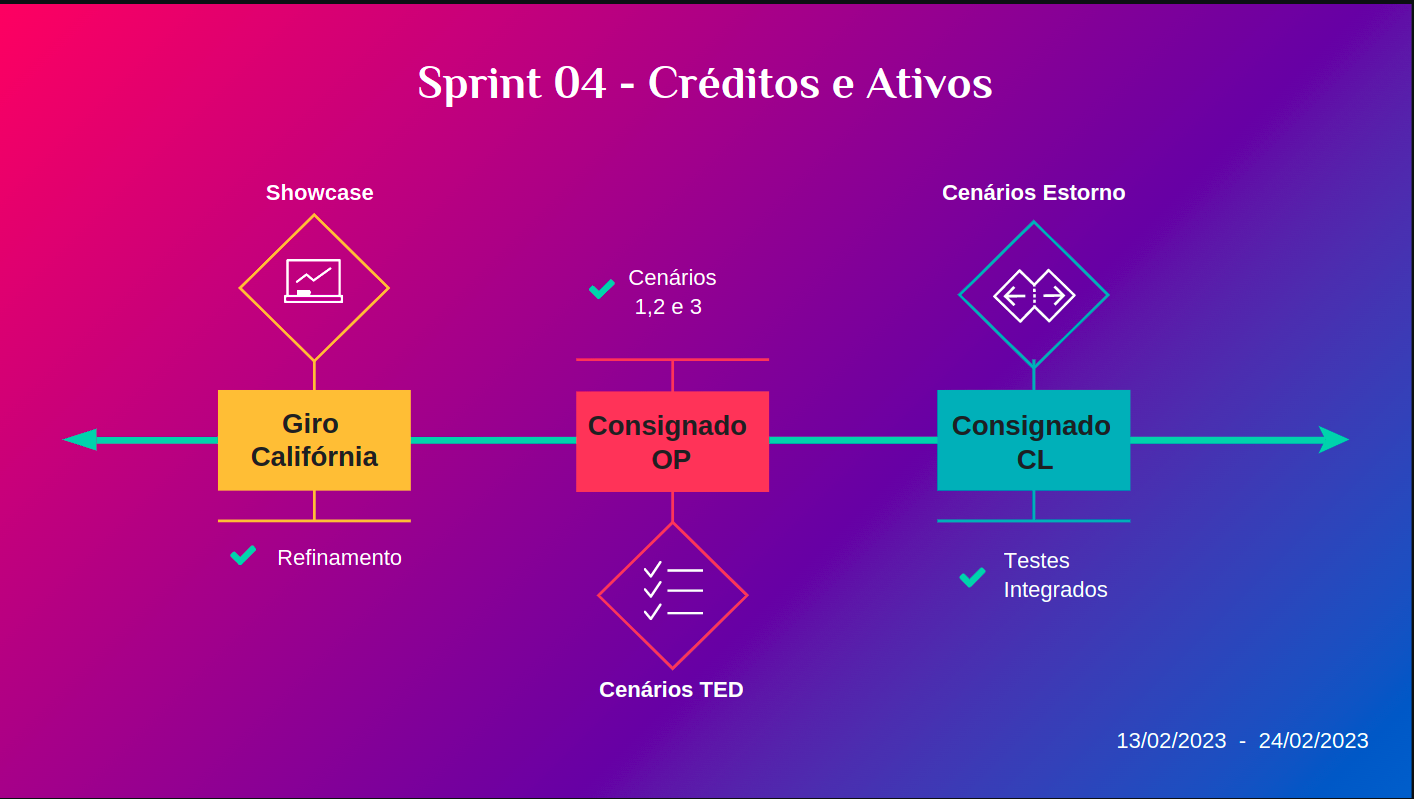 Sprint 04 - Créditos e Ativos
Showcase
Giro
Califórnia
Refinamento
Cenários
1,2 e 3
Consignado
OP
Cenários TED
Cenários Estorno
Consignado
CL
Testes
Integrados
13/02/2023 - 24/02/2023